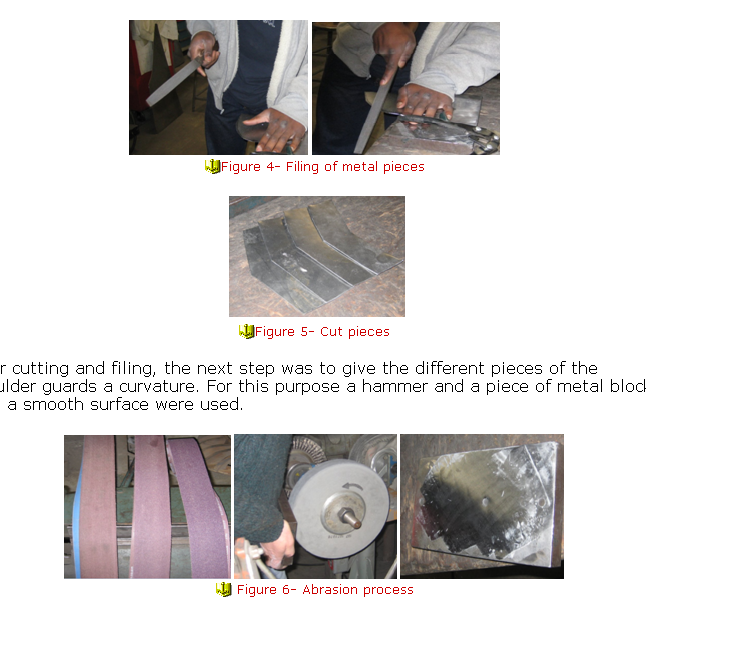 Figure 4- Filing of metal pieces
Figure 5- Cut pieces
r cutting and filing, the next step was to give the different pieces of the
ulder guards a curvature. For this purpose a hammer and a piece of metal block
a smooth surface were used.
Figure 6- Abrasion process